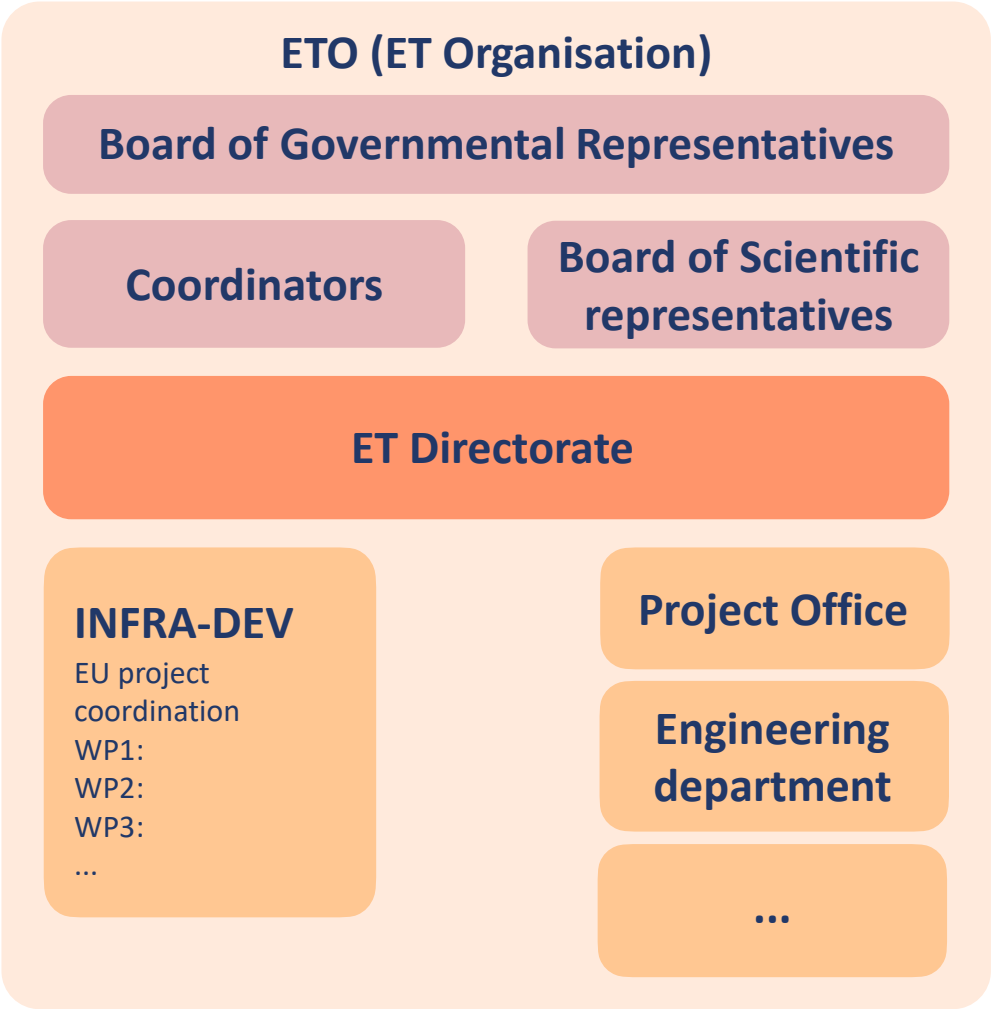 ETO (ET Organisation)
Board of Governmental Representatives
Coordinators
Board of Scientific
representatives
ET Directorate
INFRA-DEV
EU project
coordination
WP1:
WP2:
WP3:
...
Project Office
Engineering
department
...